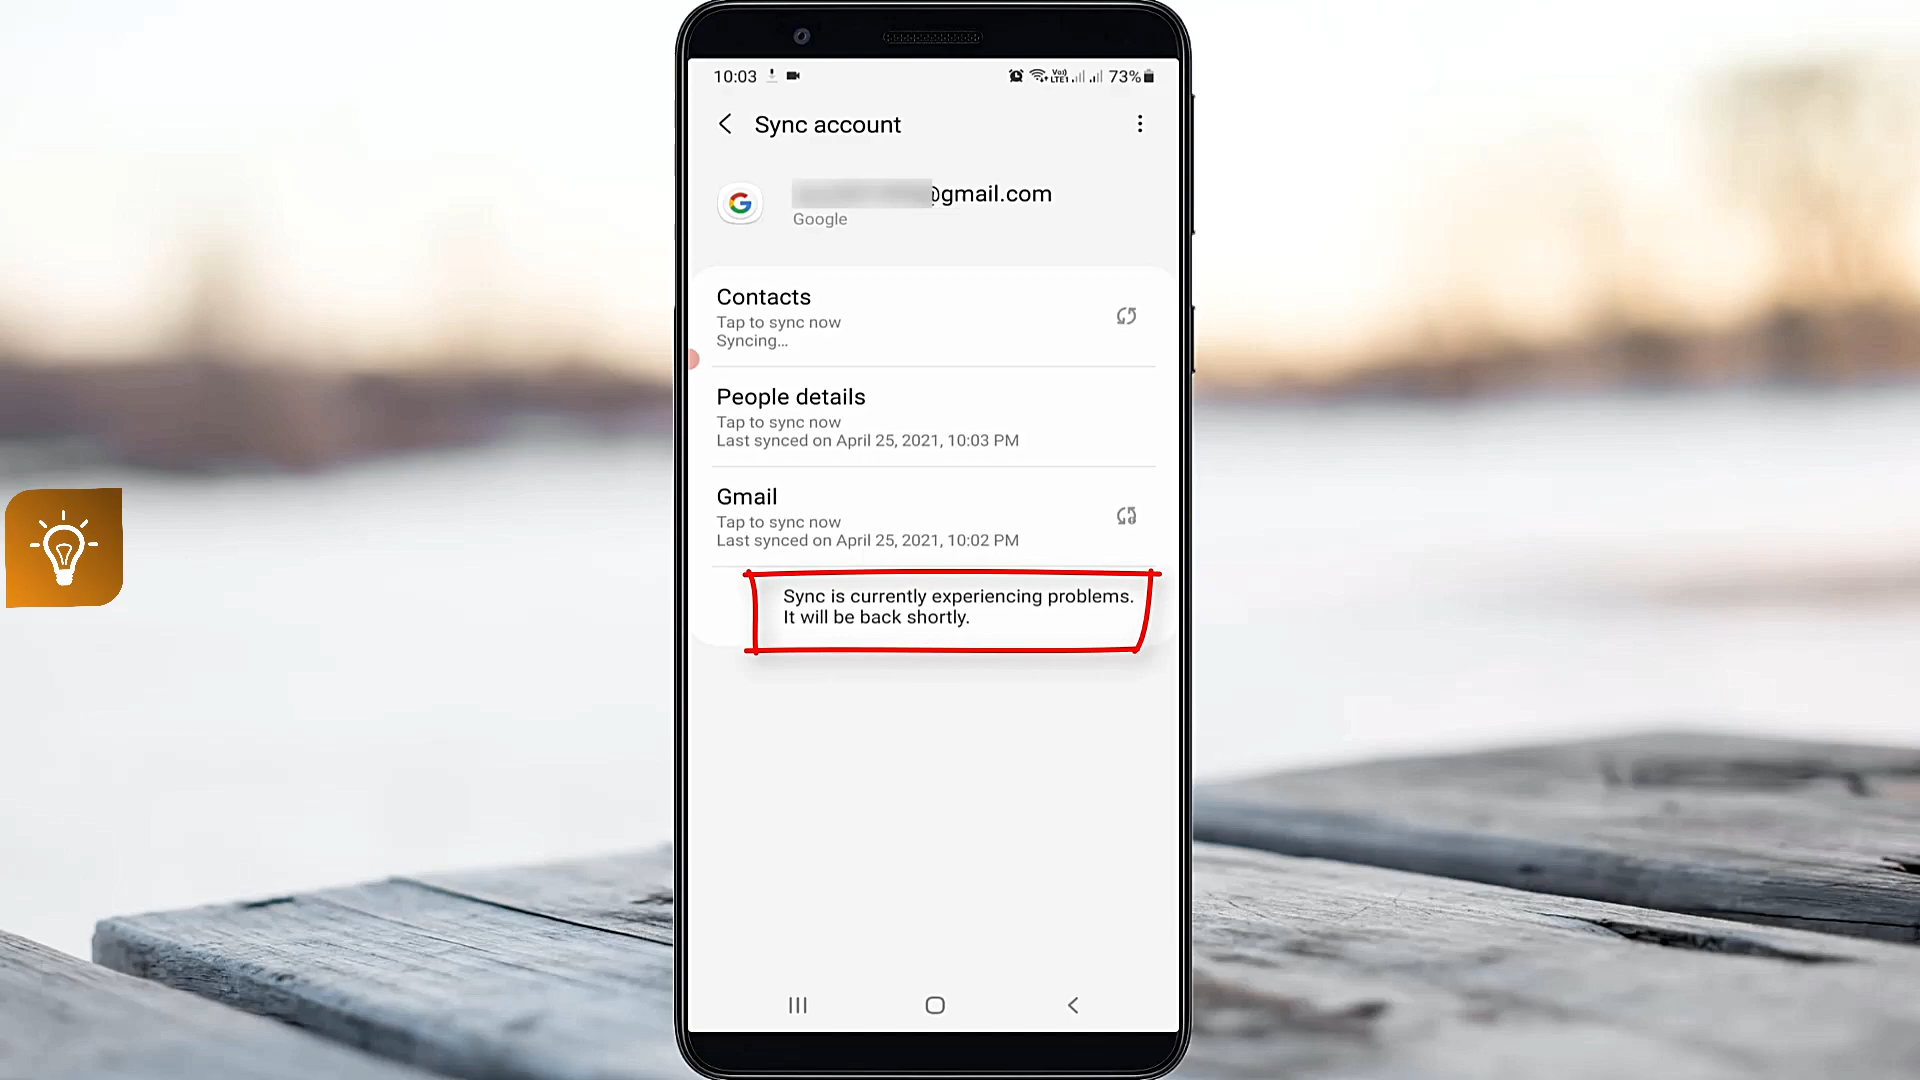 10:03
Vo)) LTE1 73%
Sync account
@gmail.com
Google
Contacts
Tap to sync now
Syncing...
People details
Tap to sync now
Last synced on April 25, 2021, 10:03 PM
Gmail
Tap to sync now
Last synced on April 25, 2021, 10:02 PM
Sync is currently experiencing problems.
It will be back shortly.